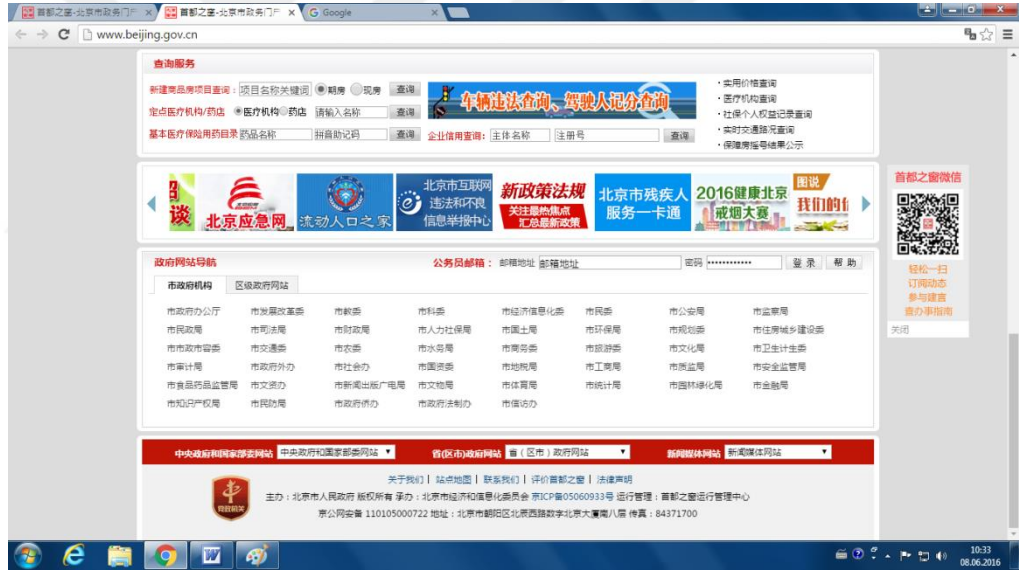 首都之窗-北京市政务门户
首都之窗-北京市政务门户
Google
www.beijing.gov.cn
查询服务
新建商品房项目查询： 项目名称关键词 期房 现房 查询
定点医疗机构/药店 医疗机构 药店 请输入名称 查询
基本医疗保险用药目录 药品名称 拼音助记码 查询
车辆违法查询、驾驶人记分查询
企业信用查询： 主体名称 注册号 查询
·实用价格查询
·医疗机构查询
·社保个人权益记录查询
·实时交通路况查询
·保障房摇号结果公示
谈
北京应急网
流动人口之家
北京市互联网
违法和不良
信息举报中心
新政策法规
关注最热焦点
汇总最新政策
北京市残疾人
服务一卡通
2016健康北京
戒烟大赛
图说
我们的
首都之窗微信
轻松一扫
订阅动态
参与建言
查办事指南
关闭
政府网站导航
公务员邮箱： 邮箱地址 邮箱地址 密码 •••••••••••• 登 录 帮 助
市政府机构 区级政府网站
市政府办公厅 市发展改革委 市教委 市科委 市经济信息化委 市民委 市公安局 市监察局
市民政局 市司法局 市财政局 市人力社保局 市国土局 市环保局 市规划委 市住房城乡建设委
市市政市容委 市交通委 市农委 市水务局 市商务委 市旅游委 市文化局 市卫生计生委
市审计局 市政府外办 市社会办 市国资委 市地税局 市工商局 市质监局 市安全监管局
市食品药品监管局 市文资办 市新闻出版广电局 市文物局 市体育局 市统计局 市园林绿化局 市金融局
市知识产权局 市民防局 市政府侨办 市政府法制办 市信访办
中央政府和国家部委网站 中央政府和国家部委网站 省(区市)政府网站 省（区市）政府网站 新闻媒体网站 新闻媒体网站
关于我们 | 站点地图 | 联系我们 | 评价首都之窗 | 法律声明
主办：北京市人民政府 版权所有 承办：北京市经济和信息化委员会 京ICP备05060933号 运行管理：首都之窗运行管理中心
京公网安备 110105000722 地址：北京市朝阳区北辰西路数字北京大厦南八层 传真：84371700
党政机关
10:33
08.06.2016